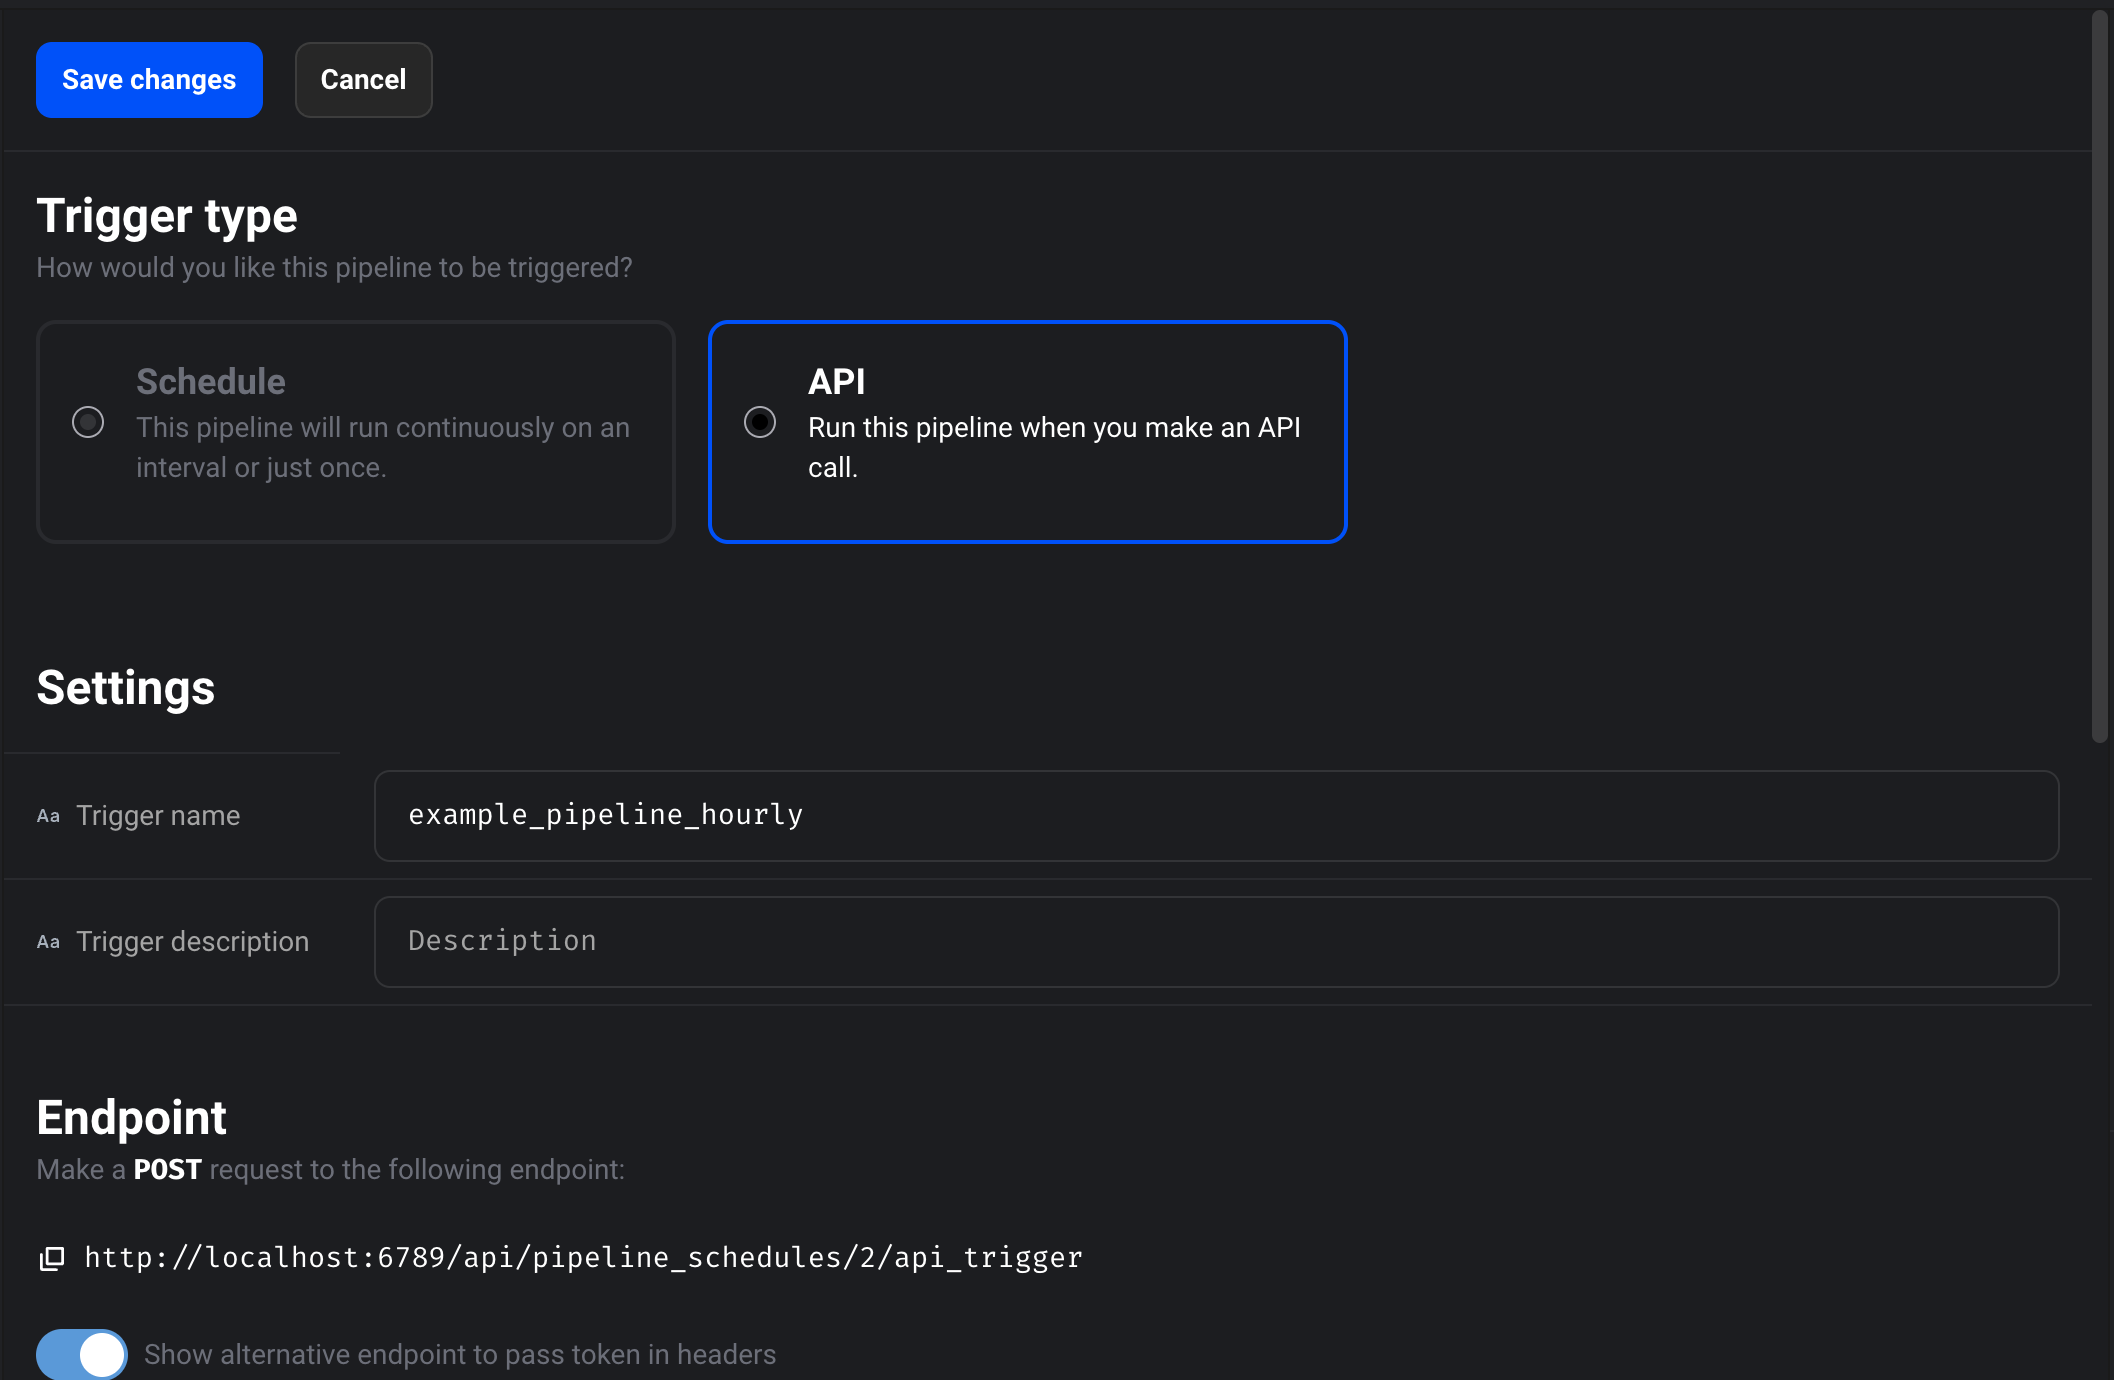 Save changes
Cancel
Trigger type
How would you like this pipeline to be triggered?
Schedule
This pipeline will run continuously on an
interval or just once.
API
Run this pipeline when you make an API
call.
Settings
Aa Trigger name
example_pipeline_hourly
Aa Trigger description
Description
Endpoint
Make a POST request to the following endpoint:
http://localhost:6789/api/pipeline_schedules/2/api_trigger
Show alternative endpoint to pass token in headers